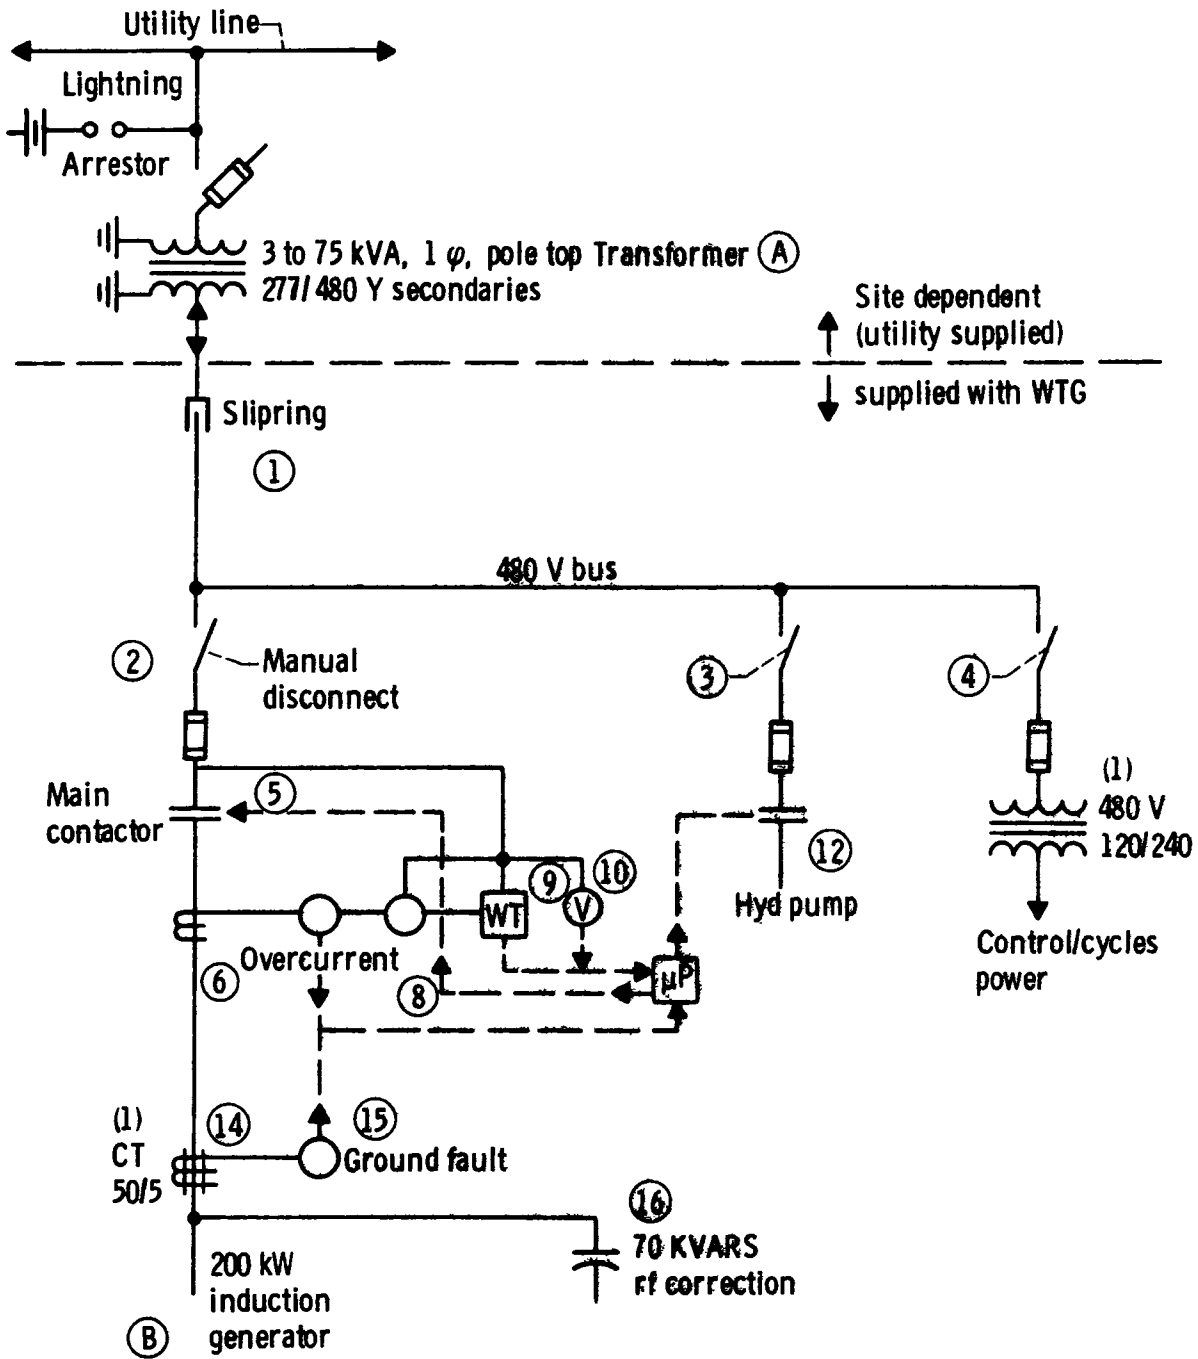 Utility line
Lightning
Arrestor
3 to 75 kVA, 1 φ, pole top Transformer A
277/480 Y secondaries
Site dependent
(utility supplied)
supplied with WTG
Slipring
1
480 V bus
2
Manual
disconnect
3
4
5
Main
contactor
(1)
480 V
120/240
12
9
10
WT
V
Hyd pump
Overcurrent
Control/cycles
power
6
8
μP
(1)
CT
50/5
14
15
Ground fault
16
70 KVARS
rf correction
200 kW
induction
generator
B